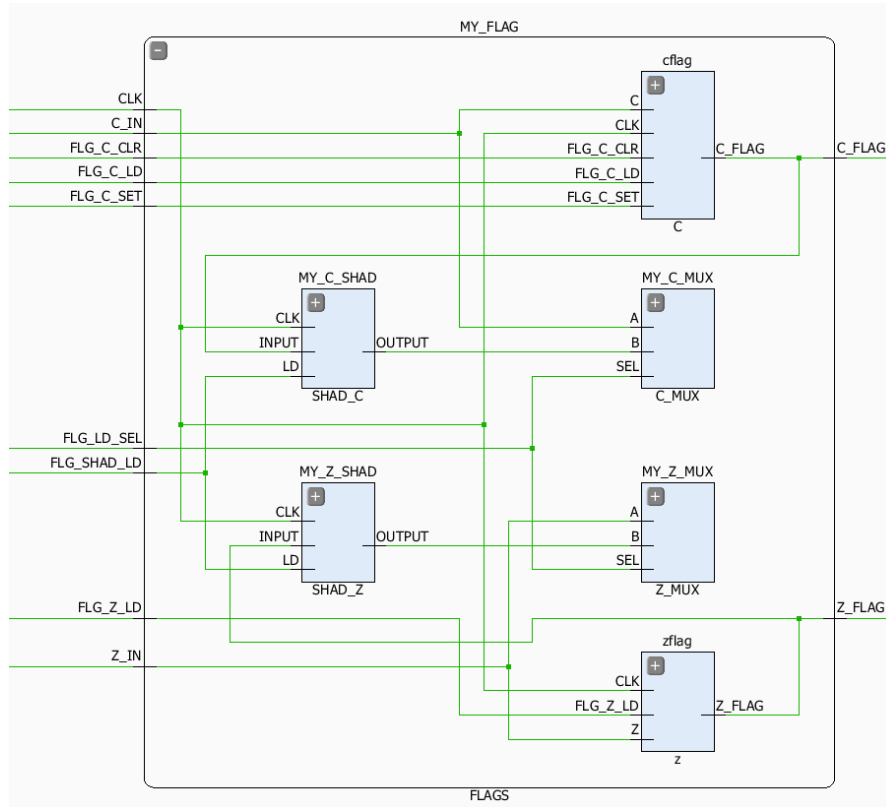 MY_FLAG
cflag
CLK
C_IN
FLG_C_CLR
FLG_C_LD
FLG_C_SET
C
CLK
FLG_C_CLR
FLG_C_LD
FLG_C_SET
C_FLAG
C_FLAG
C
MY_C_SHAD
CLK
INPUT
LD
OUTPUT
SHAD_C
MY_C_MUX
A
B
SEL
C_MUX
FLG_LD_SEL
FLG_SHAD_LD
MY_Z_SHAD
CLK
INPUT
LD
OUTPUT
SHAD_Z
MY_Z_MUX
A
B
SEL
Z_MUX
FLG_Z_LD
Z_IN
Z_FLAG
zflag
CLK
FLG_Z_LD
Z
Z_FLAG
z
FLAGS